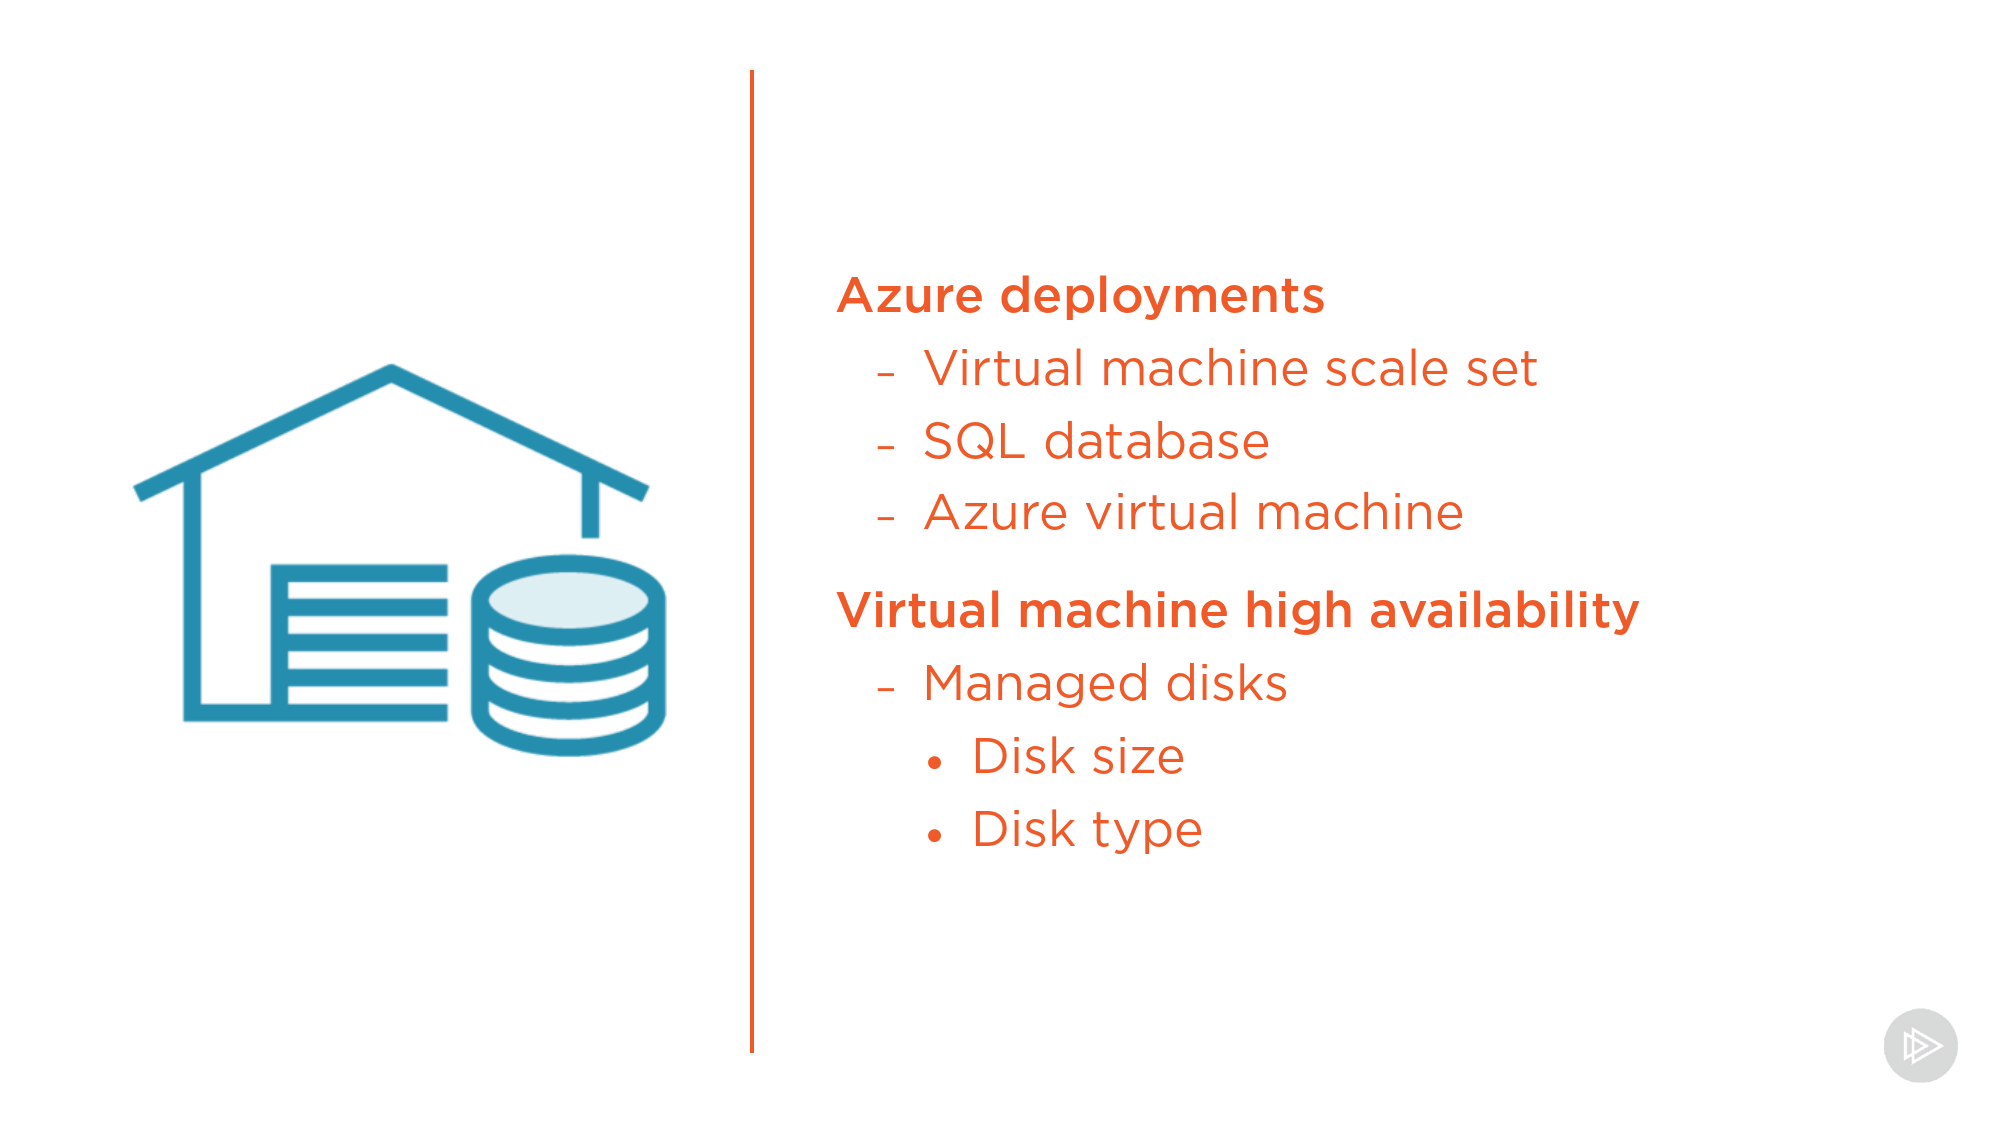 Azure deployments
- Virtual machine scale set
- SQL database
- Azure virtual machine
Virtual machine high availability
- Managed disks
• Disk size
• Disk type